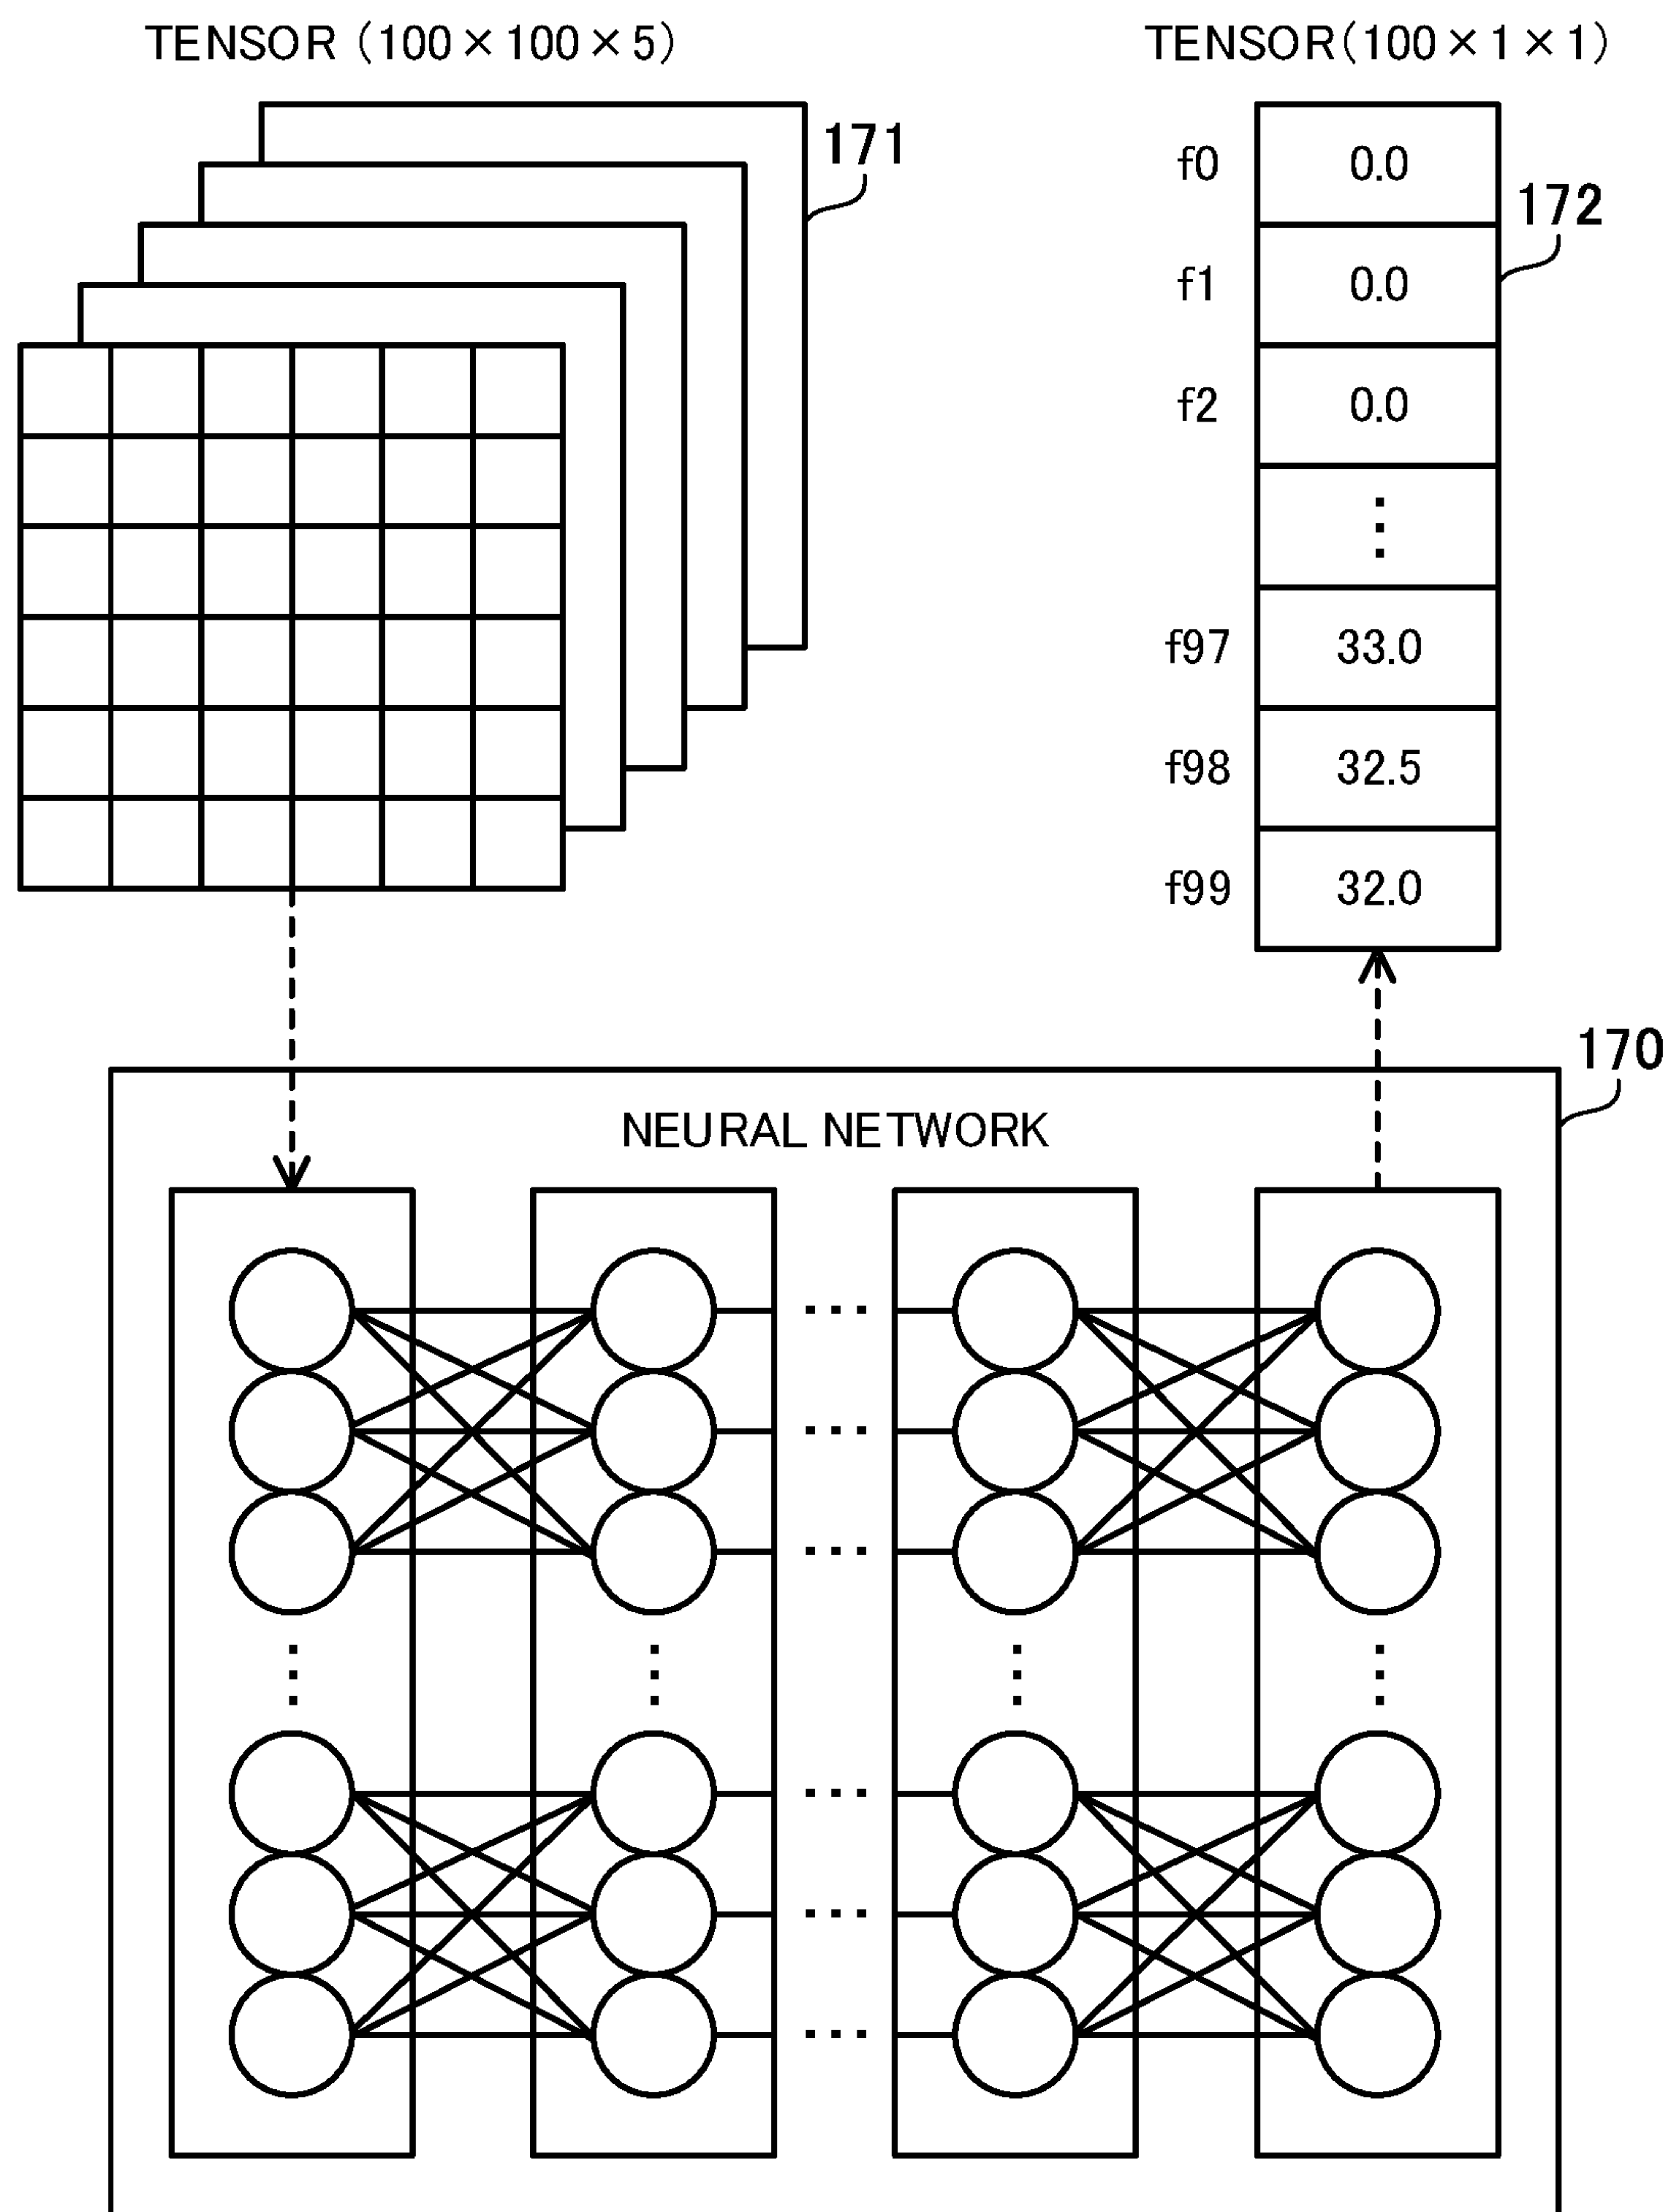 TENSOR (100×100×5)
171
TENSOR(100×1×1)
f0 0.0
172
f1 0.0
f2 0.0
⋮
f97 33.0
f98 32.5
f99 32.0
170
NEURAL NETWORK
...
...
...
⋮ ⋮ ⋮ ⋮
...
...
...